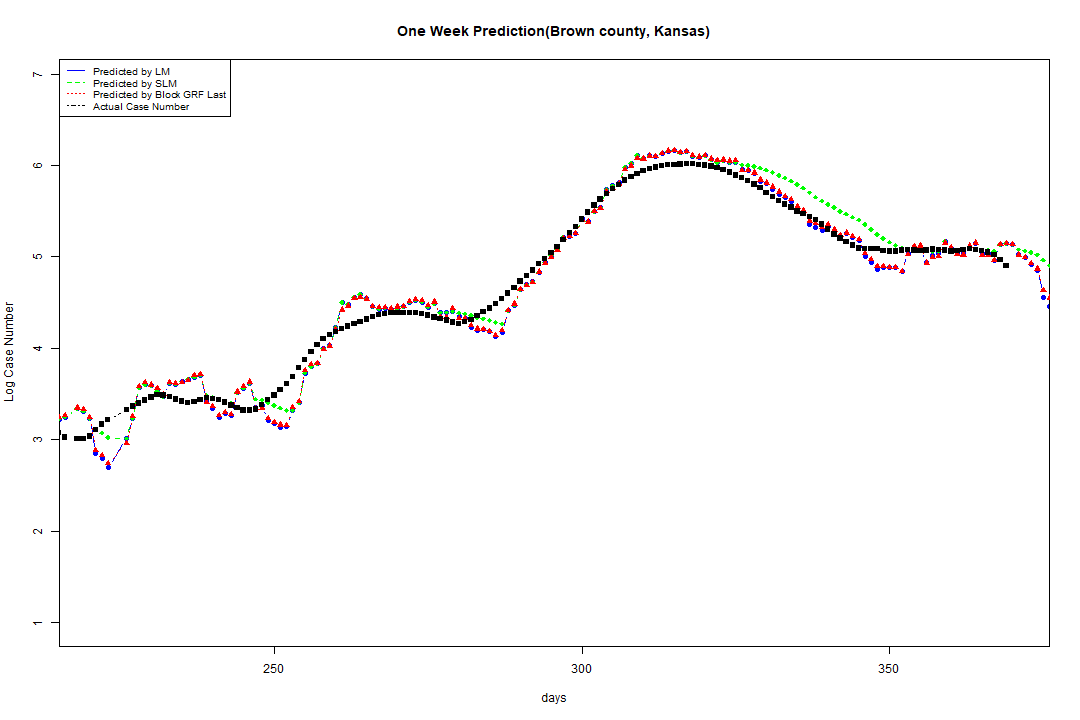 One Week Prediction(Brown county, Kansas)
Predicted by LM
Predicted by SLM
Predicted by Block GRF Last
Actual Case Number
7
6
5
4
3
2
1
Log Case Number
250
300
350
days